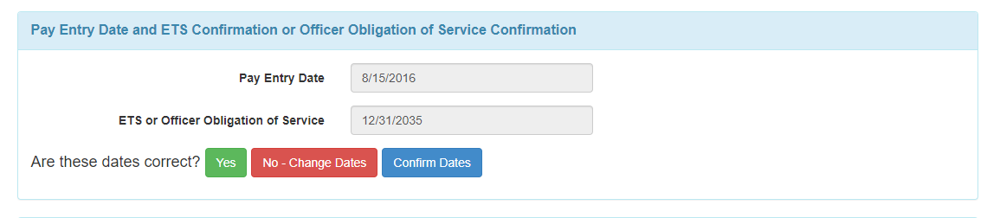 Pay Entry Date and ETS Confirmation or Officer Obligation of Service Confirmation
Pay Entry Date 8/15/2016
ETS or Officer Obligation of Service 12/31/2035
Are these dates correct? Yes No - Change Dates Confirm Dates